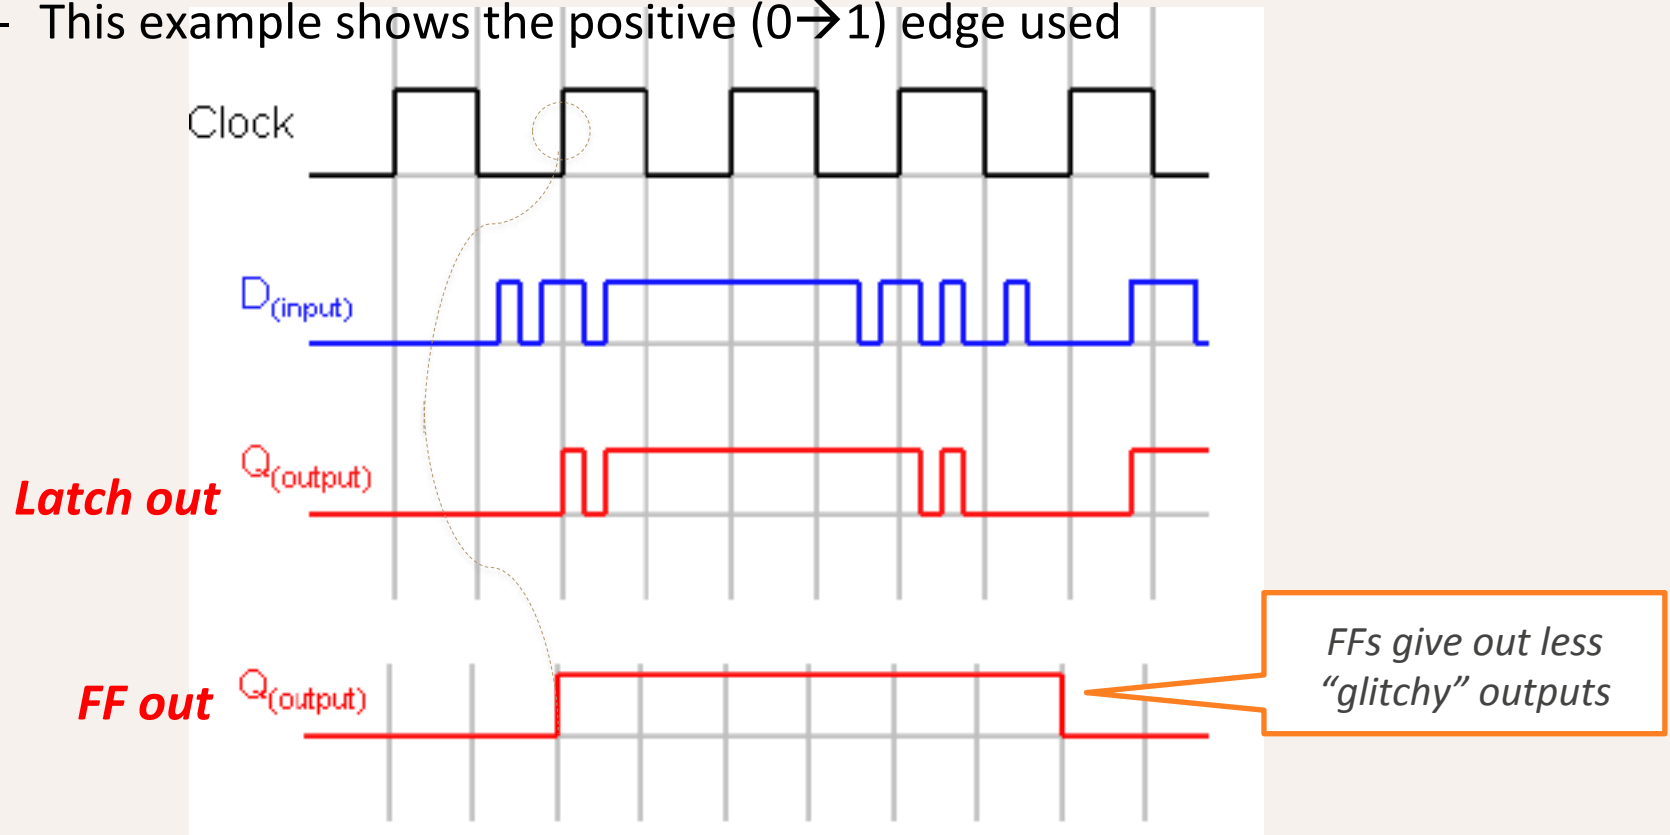 - This example shows the positive (0→1) edge used
Clock
D(input)
Q(output)
Latch out
FF out
Q(output)
FFs give out less
“glitchy” outputs